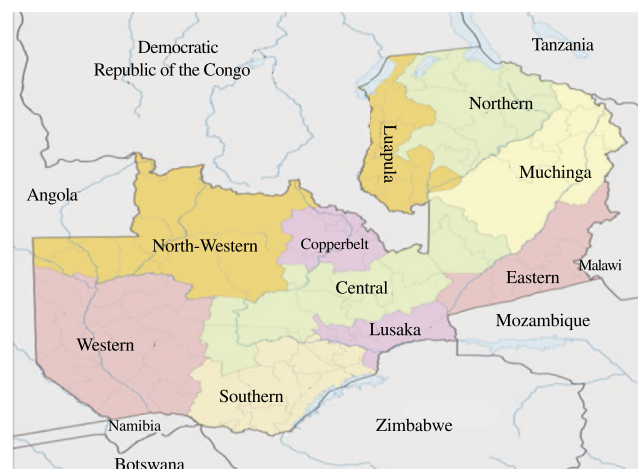 Democratic
Republic of the Congo
Tanzania
Northern
Luapula
Muchinga
Angola
North-Western
Copperbelt
Eastern
Malawi
Central
Mozambique
Lusaka
Western
Southern
Namibia
Zimbabwe
Botswana